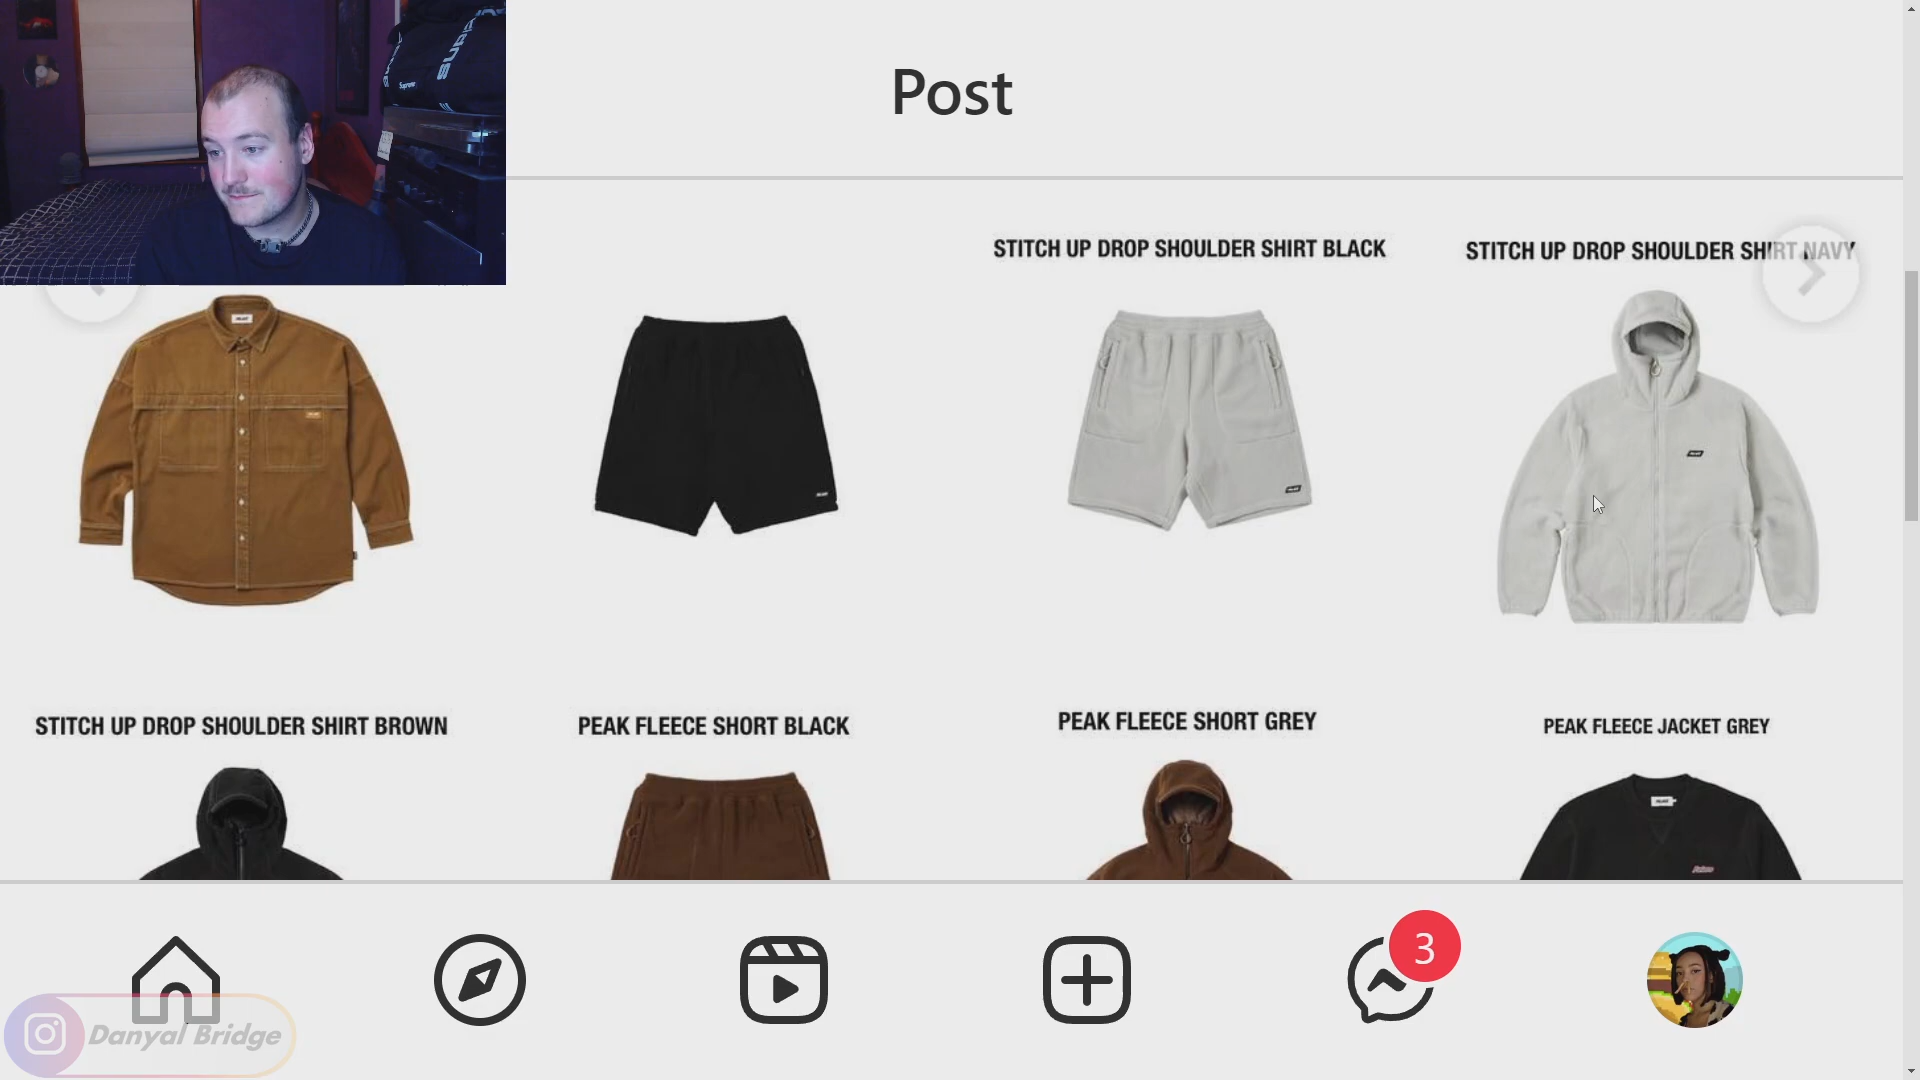 Supreme
Post
STITCH UP DROP SHOULDER SHIRT BLACK
STITCH UP DROP SHOULDER SHIRT NAVY
STITCH UP DROP SHOULDER SHIRT BROWN
PEAK FLEECE SHORT BLACK
PEAK FLEECE SHORT GREY
PEAK FLEECE JACKET GREY
3
Danyal Bridge